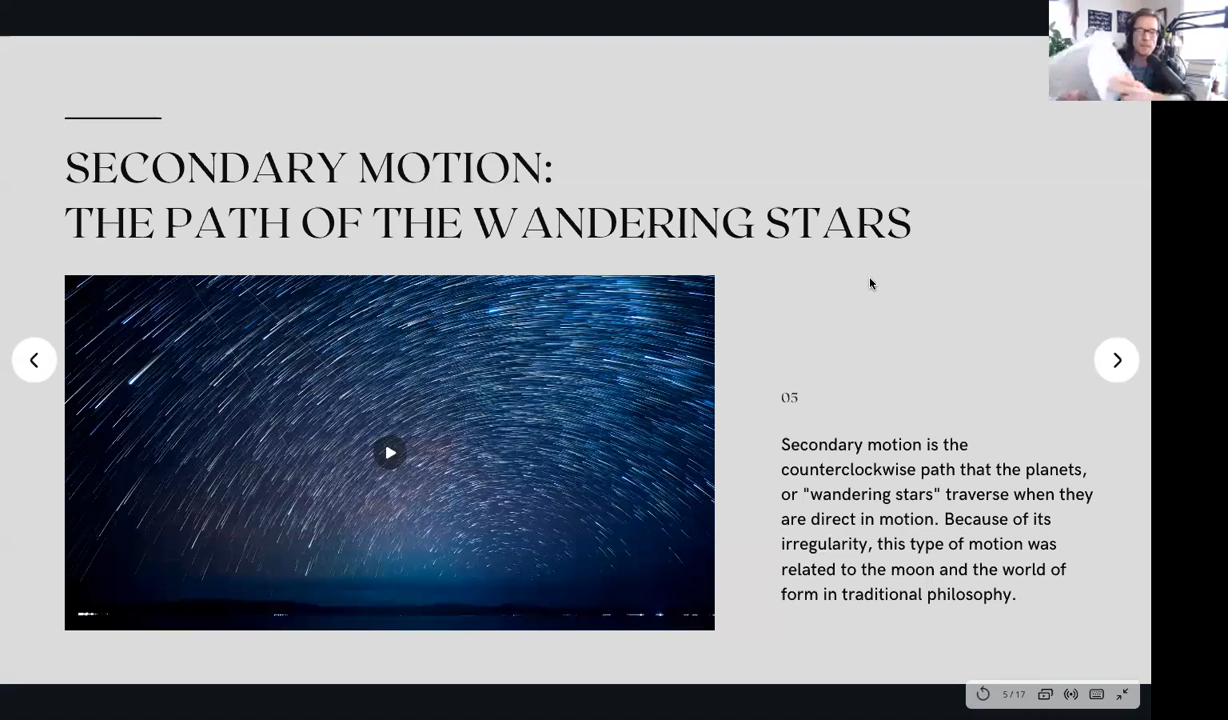 SECONDARY MOTION:
THE PATH OF THE WANDERING STARS
05
Secondary motion is the
counterclockwise path that the planets,
or "wandering stars" traverse when they
are direct in motion. Because of its
irregularity, this type of motion was
related to the moon and the world of
form in traditional philosophy.
5 / 17